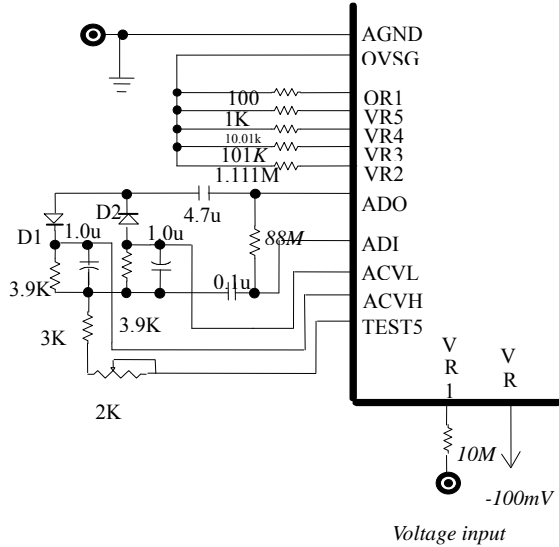 AGND
OVSG
OR1
100
VR5
1K
VR4
10.01k
VR3
101K
VR2
1.111M
ADO
D2
4.7u
D1
1.0u
1.0u
88M
ADI
0.1u
ACVL
3.9K
ACVH
3.9K
TEST5
3K
2K
V
R
1
V
R
10M
-100mV
Voltage input